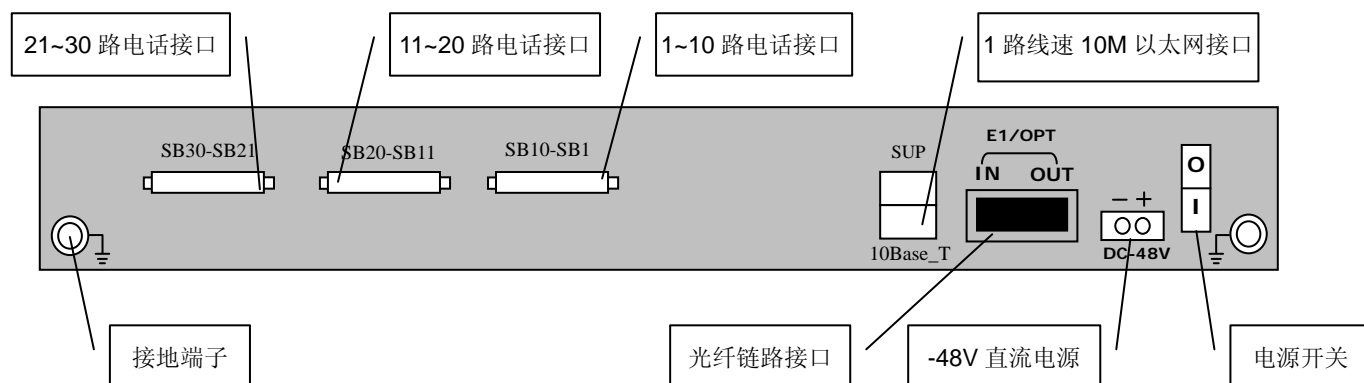 21~30 路电话接口
11~20 路电话接口
1~10 路电话接口
1 路线速 10M 以太网接口
SB30-SB21
SB20-SB11
SB10-SB1
SUP
10Base_T
E1/OPT
IN OUT
- +
DC-48V
O
I
接地端子
光纤链路接口
-48V 直流电源
电源开关